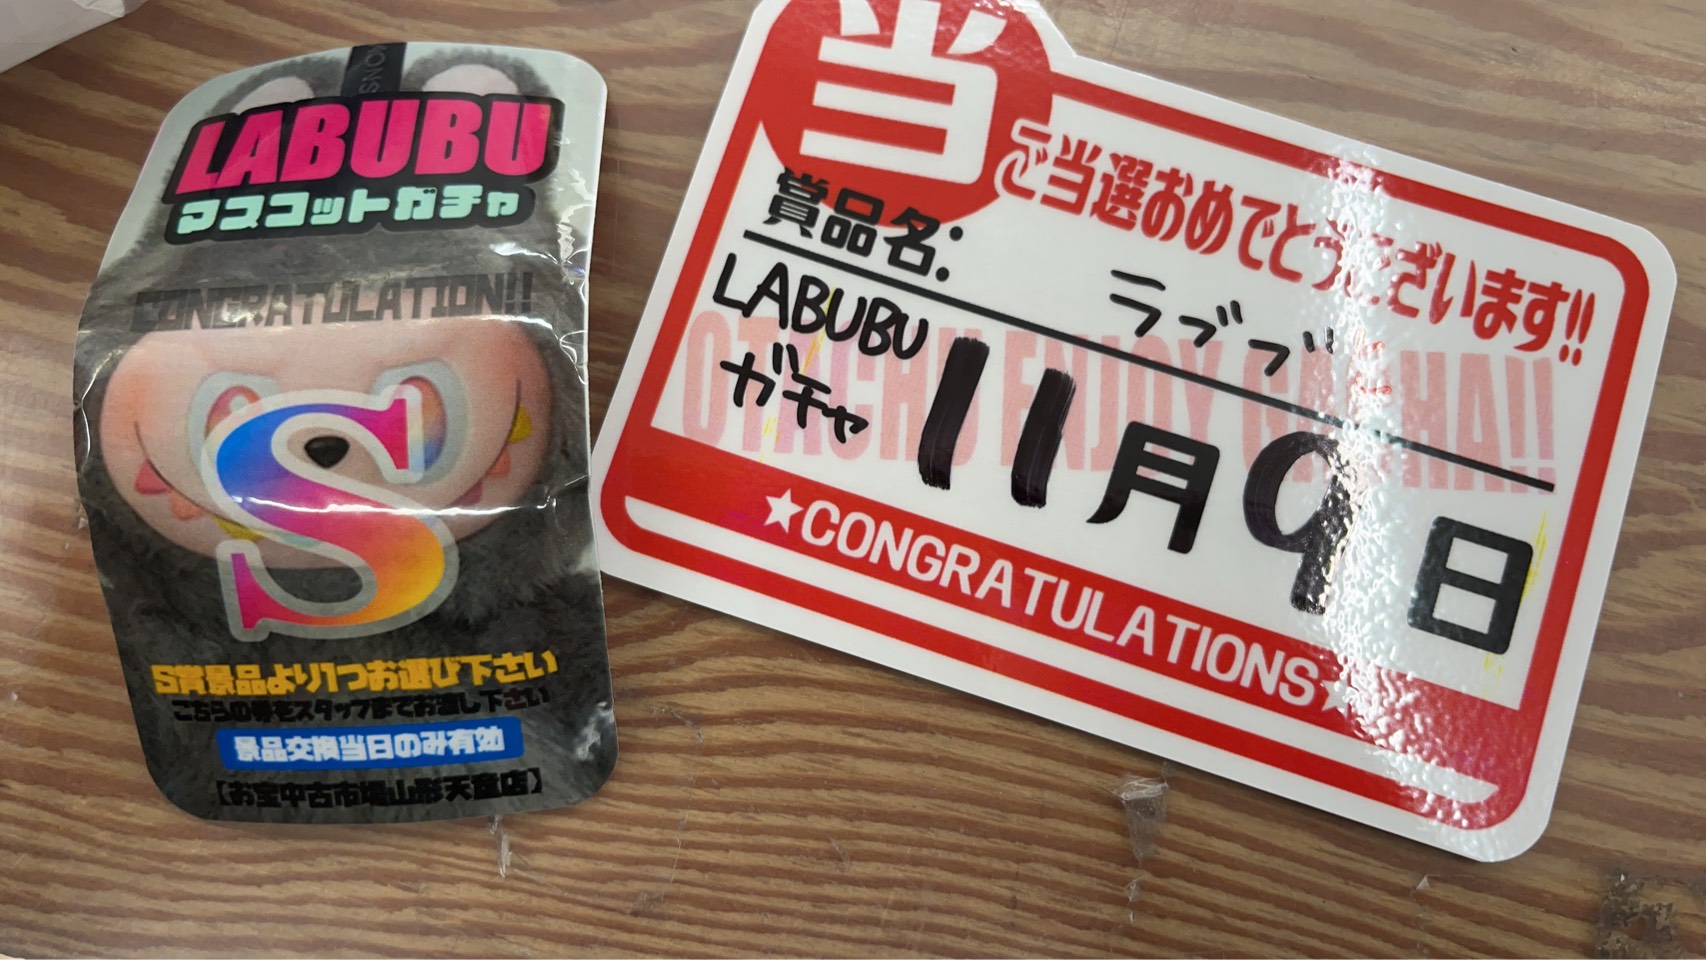 LABUBU
マスコットガチャ
CONGRATULATION!!
S
S賞景品より1つお選び下さい
こちらの券をスタッフまでお渡し下さい
景品交換当日のみ有効
【お宝中古市場山形天童店】
当
ご当選おめでとうございます!!
賞品名:
ラブブ
LABUBU
ガチャ
11月9日
OTACHU ENJOY GACHA!!
★CONGRATULATIONS★